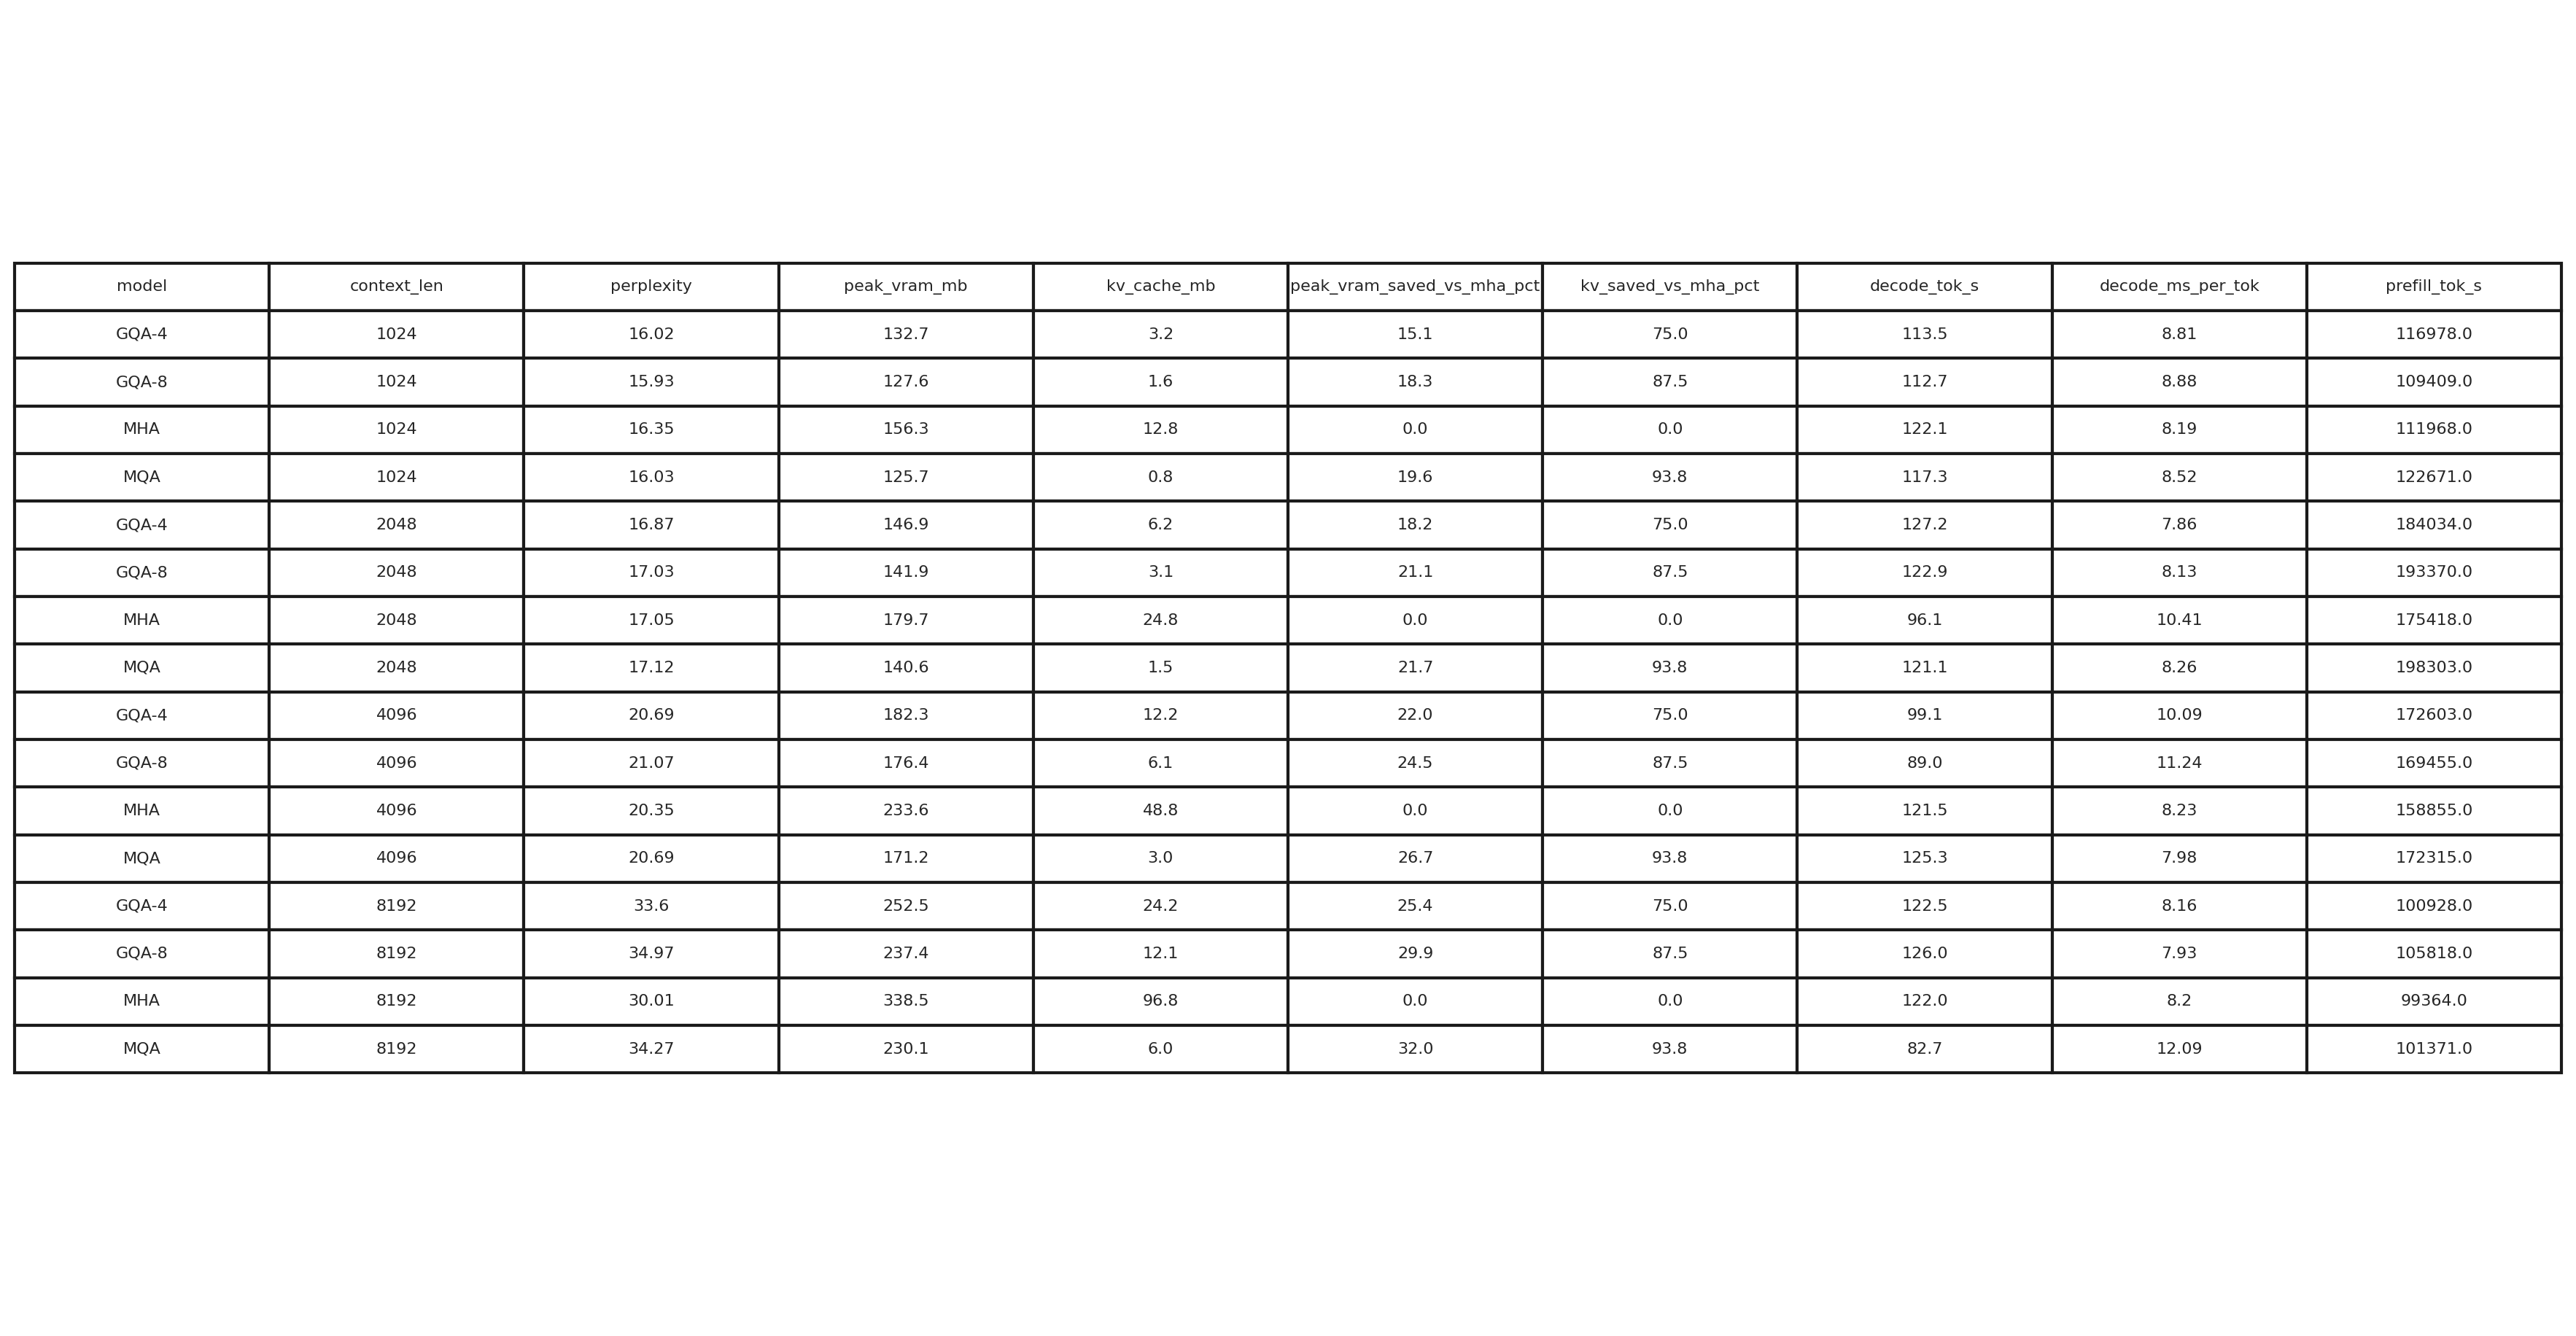 model context_len perplexity peak_vram_mb kv_cache_mb peak_vram_saved_vs_mha_pct kv_saved_vs_mha_pct decode_tok_s decode_ms_per_tok prefill_tok_s
GQA-4 1024 16.02 132.7 3.2 15.1 75.0 113.5 8.81 116978.0
GQA-8 1024 15.93 127.6 1.6 18.3 87.5 112.7 8.88 109409.0
MHA 1024 16.35 156.3 12.8 0.0 0.0 122.1 8.19 111968.0
MQA 1024 16.03 125.7 0.8 19.6 93.8 117.3 8.52 122671.0
GQA-4 2048 16.87 146.9 6.2 18.2 75.0 127.2 7.86 184034.0
GQA-8 2048 17.03 141.9 3.1 21.1 87.5 122.9 8.13 193370.0
MHA 2048 17.05 179.7 24.8 0.0 0.0 96.1 10.41 175418.0
MQA 2048 17.12 140.6 1.5 21.7 93.8 121.1 8.26 198303.0
GQA-4 4096 20.69 182.3 12.2 22.0 75.0 99.1 10.09 172603.0
GQA-8 4096 21.07 176.4 6.1 24.5 87.5 89.0 11.24 169455.0
MHA 4096 20.35 233.6 48.8 0.0 0.0 121.5 8.23 158855.0
MQA 4096 20.69 171.2 3.0 26.7 93.8 125.3 7.98 172315.0
GQA-4 8192 33.6 252.5 24.2 25.4 75.0 122.5 8.16 100928.0
GQA-8 8192 34.97 237.4 12.1 29.9 87.5 126.0 7.93 105818.0
MHA 8192 30.01 338.5 96.8 0.0 0.0 122.0 8.2 99364.0
MQA 8192 34.27 230.1 6.0 32.0 93.8 82.7 12.09 101371.0